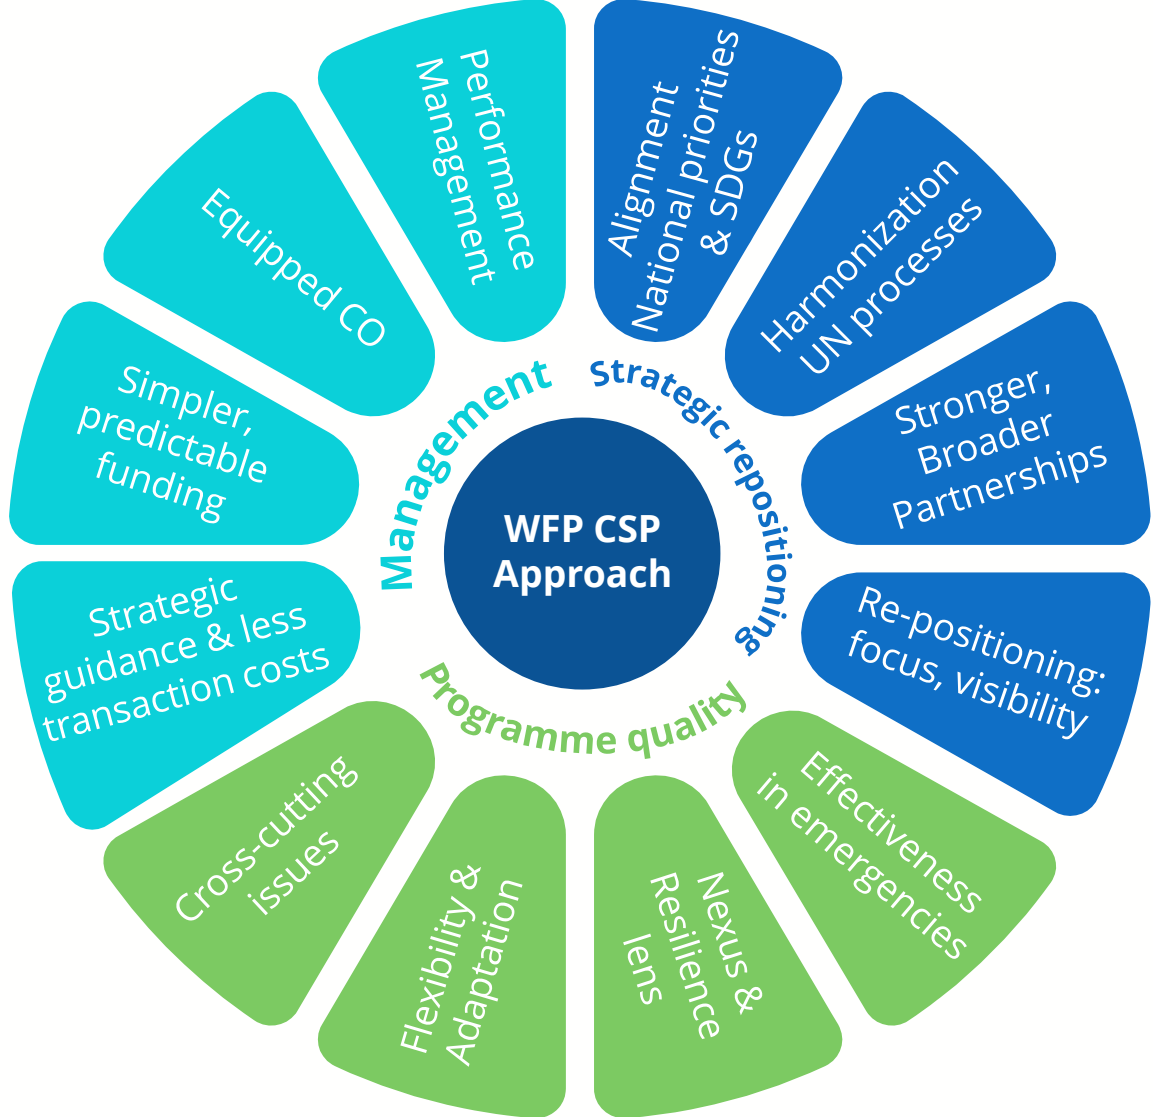 WFP CSP
Approach
Strategic repositioning
Alignment
National priorities
& SDGs
Harmonization
UN processes
Stronger,
Broader
Partnerships
Re-positioning:
focus, visibility
Programme quality
Effectiveness
in emergencies
Nexus &
Resilience
lens
Flexibility &
Adaptation
Cross-cutting
issues
Management
Strategic
guidance & less
transaction costs
Simpler,
predictable
funding
Equipped CO
Performance
Management